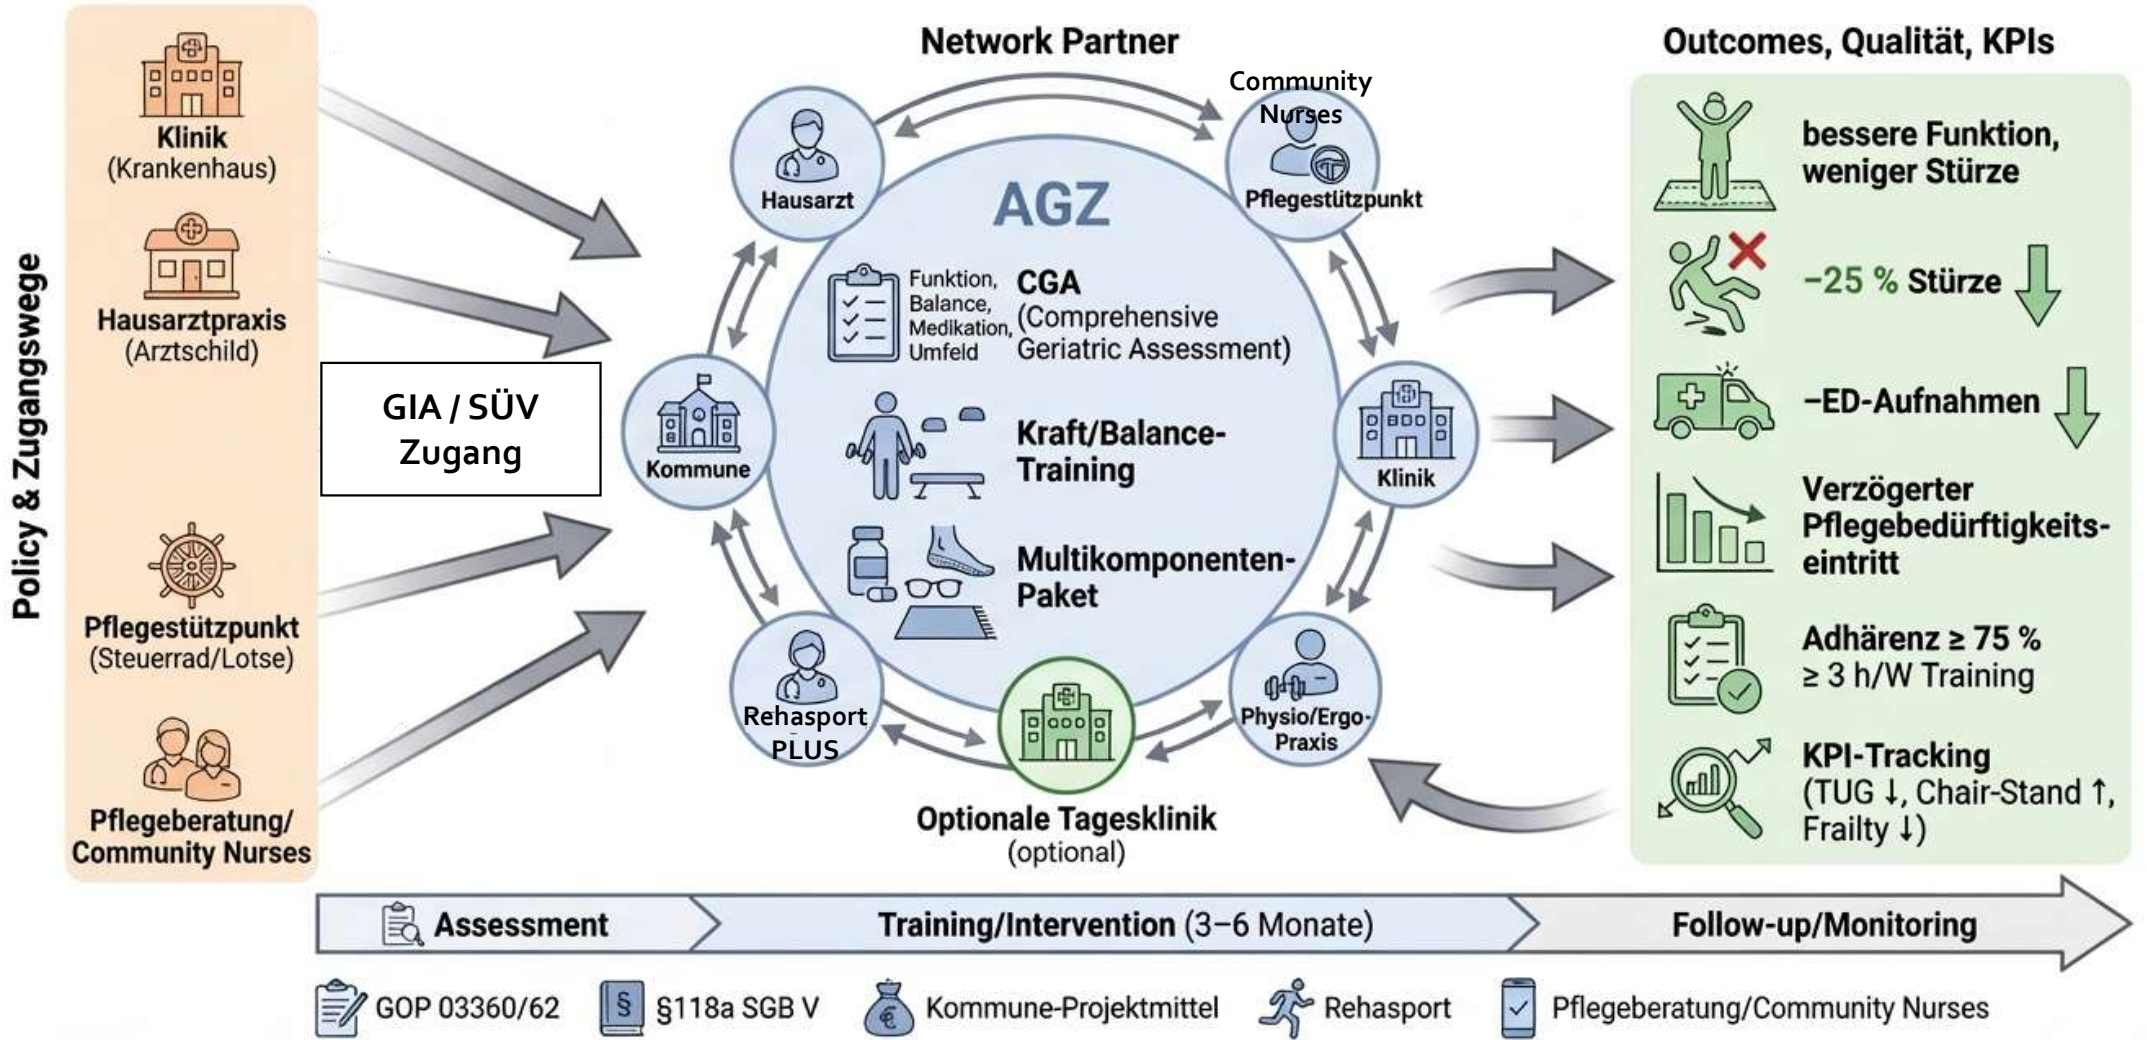 Policy & Zugangswege
Klinik
(Krankenhaus)
Hausarztpraxis
(Arztschild)
Pflegestützpunkt
(Steuerrad/Lotse)
Pflegeberatung/
Community Nurses
GIA / SÜV
Zugang
Network Partner
Hausarzt
Community
Nurses
Pflegestützpunkt
Kommune
Klinik
Rehasport
PLUS
Physio/Ergo-
Praxis
AGZ
Funktion,
Balance,
Medikation,
Umfeld
CGA
(Comprehensive
Geriatric Assessment)
Kraft/Balance-
Training
Multikomponenten-
Paket
Optionale Tagesklinik
(optional)
Outcomes, Qualität, KPIs
bessere Funktion,
weniger Stürze
–25 % Stürze
–ED-Aufnahmen
Verzögerter
Pflegebedürftigkeits-
eintritt
Adhärenz ≥ 75 %
≥ 3 h/W Training
KPI-Tracking
(TUG ↓, Chair-Stand ↑,
Frailty ↓)
Assessment
Training/Intervention (3–6 Monate)
Follow-up/Monitoring
GOP 03360/62
§
§118a SGB V
€
Kommune-Projektmittel
Rehasport
Pflegeberatung/Community Nurses